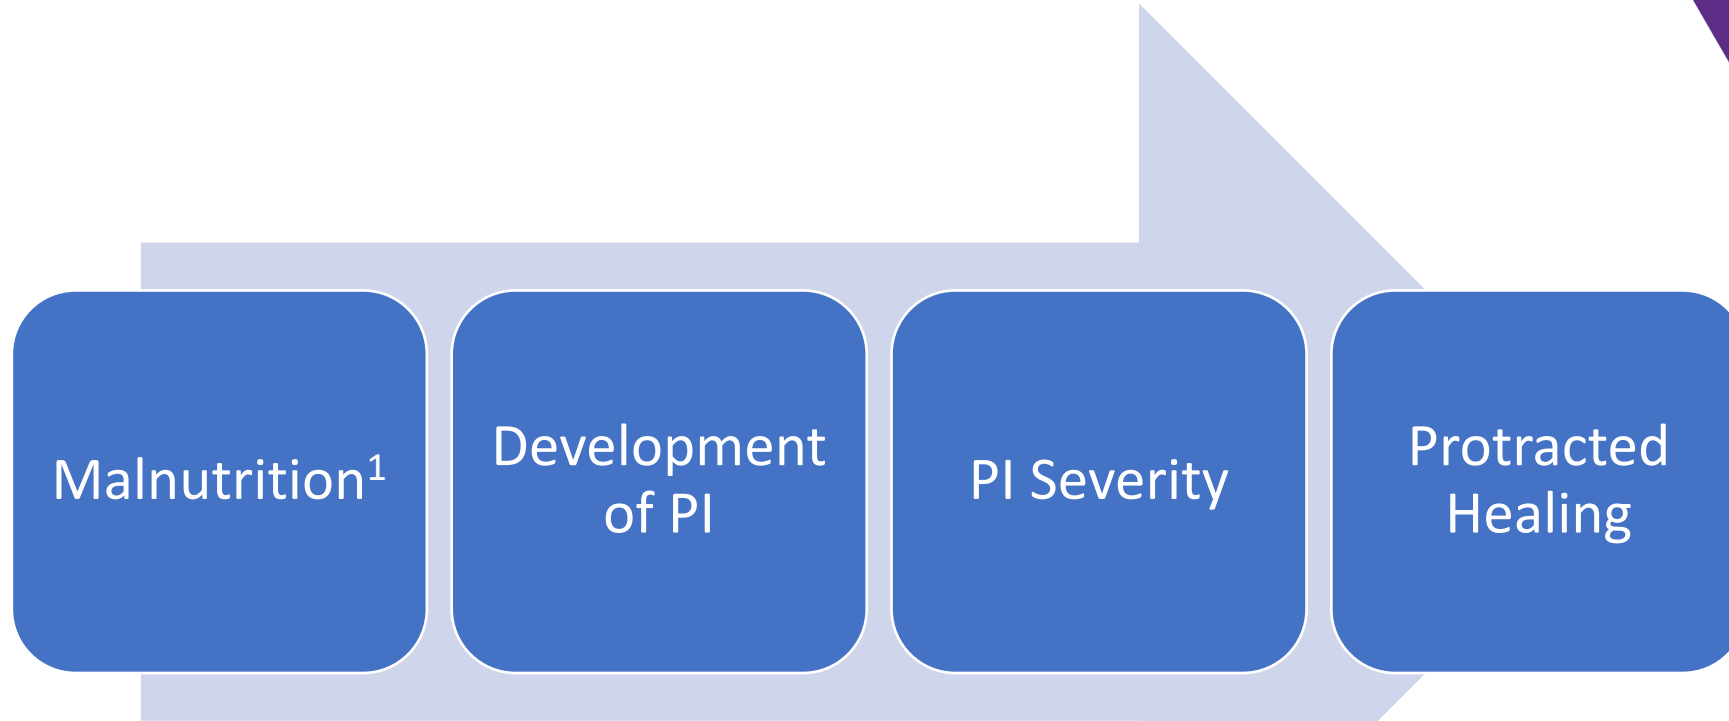 Malnutrition¹
Development
of PI
PI Severity
Protracted
Healing